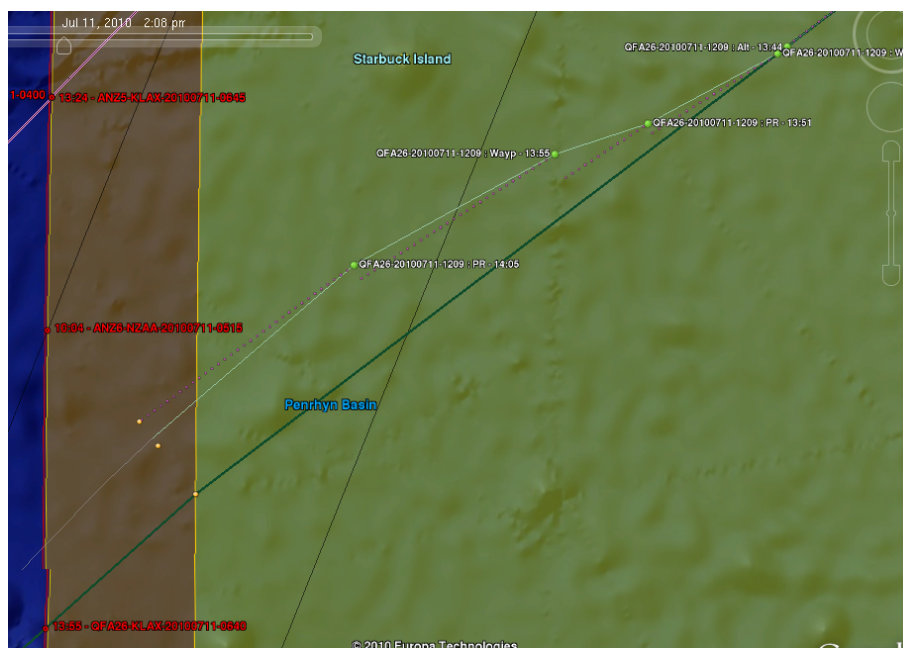 Jul 11, 2010 2:08 pm
Starbuck Island
QFA26-20100711-1209 : Alt - 13:44
QFA26-20100711-1209 : W
1-0400
13:24 - ANZ5-KLAX-20100711-0645
QFA26-20100711-1209 : PR - 13:51
QFA26-20100711-1209 : Wayp - 13:55
QFA26-20100711-1209 : PR - 14:05
10:04 - ANZ6-NZAA-20100711-0515
Penrhyn Basin
13:55 - QFA26-KLAX-20100711-0640
© 2010 Europa Technologies